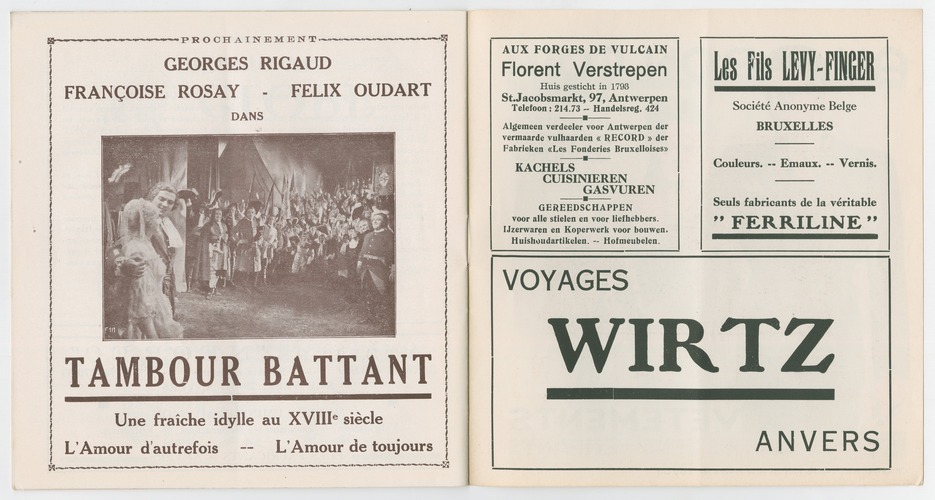 PROCHAINEMENT
GEORGES RIGAUD
FRANÇOISE ROSAY - FELIX OUDART
DANS
TAMBOUR BATTANT
Une fraîche idylle au XVIIIe siècle
L'Amour d'autrefois -- L'Amour de toujours
AUX FORGES DE VULCAIN
Florent Verstrepen
Huis gesticht in 1793
St.Jacobsmarkt, 97, Antwerpen
Telefoon : 214.73 -- Handelsreg. 424
Algemeen verdeeler voor Antwerpen der
vermaarde vulhaarden « RECORD » der
Fabrieken «Les Fonderies Bruxelloises»
KACHELS
CUISINIEREN
GASVUREN
GEREEDSCHAPPEN
voor alle stielen en voor liefhebbers.
IJzerwaren en Koperwerk voor bouwen.
Huishoudartikelen. -- Hofmeubelen.
Les Fils LEVY-FINGER
Société Anonyme Belge
BRUXELLES
Couleurs. -- Emaux. -- Vernis.
Seuls fabricants de la véritable
" FERRILINE "
VOYAGES
WIRTZ
ANVERS